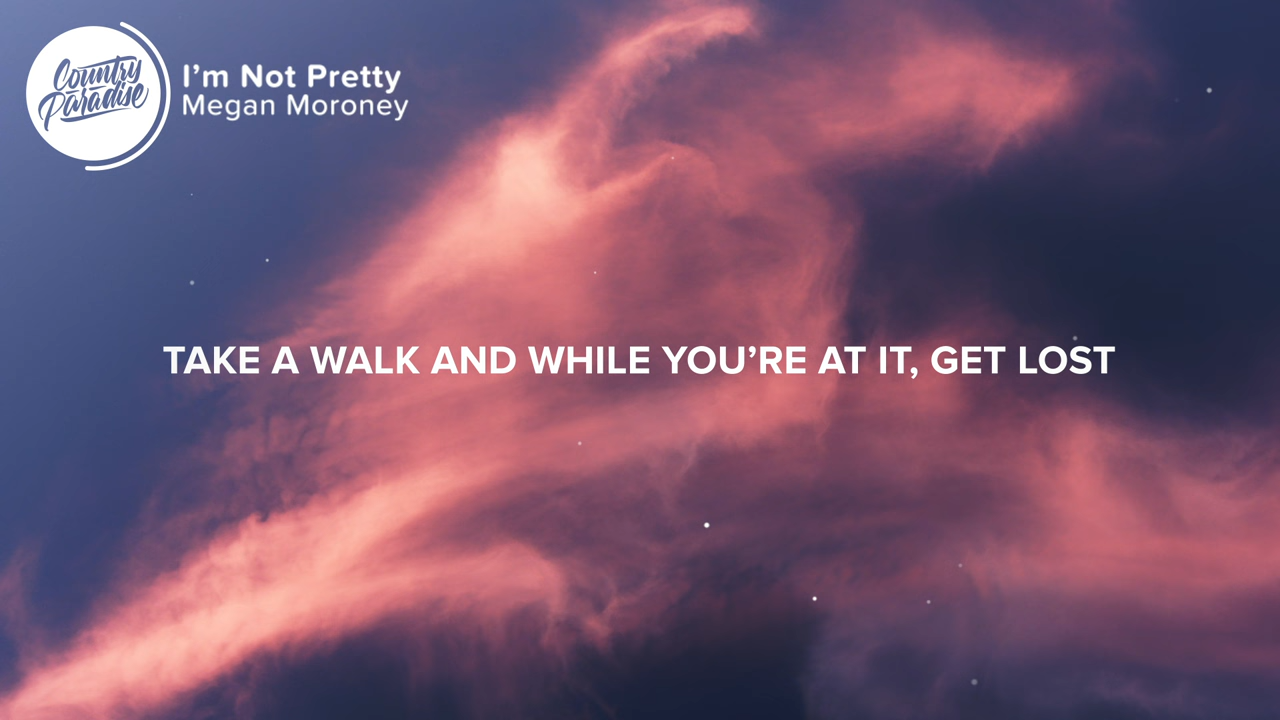 Country
Paradise
I'm Not Pretty
Megan Moroney
TAKE A WALK AND WHILE YOU'RE AT IT, GET LOST